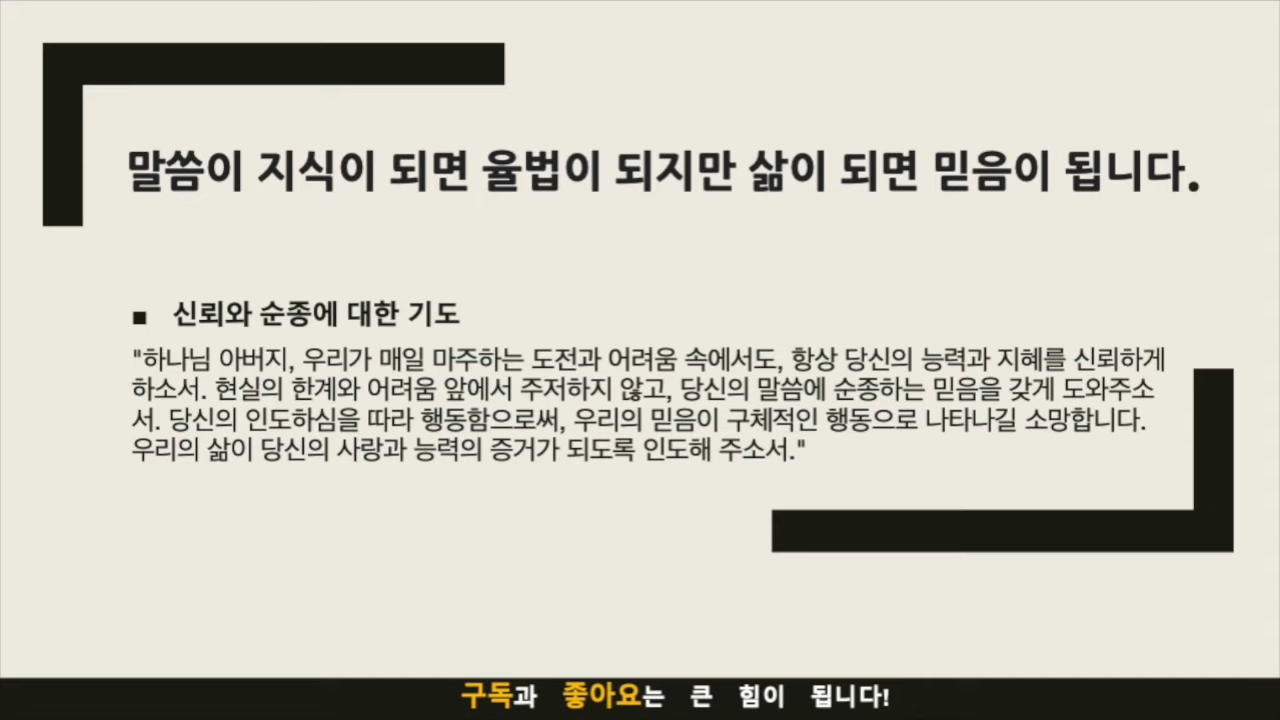 말씀이 지식이 되면 율법이 되지만 삶이 되면 믿음이 됩니다.
■ 신뢰와 순종에 대한 기도
"하나님 아버지, 우리가 매일 마주하는 도전과 어려움 속에서도, 항상 당신의 능력과 지혜를 신뢰하게
하소서. 현실의 한계와 어려움 앞에서 주저하지 않고, 당신의 말씀에 순종하는 믿음을 갖게 도와주소
서. 당신의 인도하심을 따라 행동함으로써, 우리의 믿음이 구체적인 행동으로 나타나길 소망합니다.
우리의 삶이 당신의 사랑과 능력의 증거가 되도록 인도해 주소서."
구독과 좋아요는 큰 힘이 됩니다!